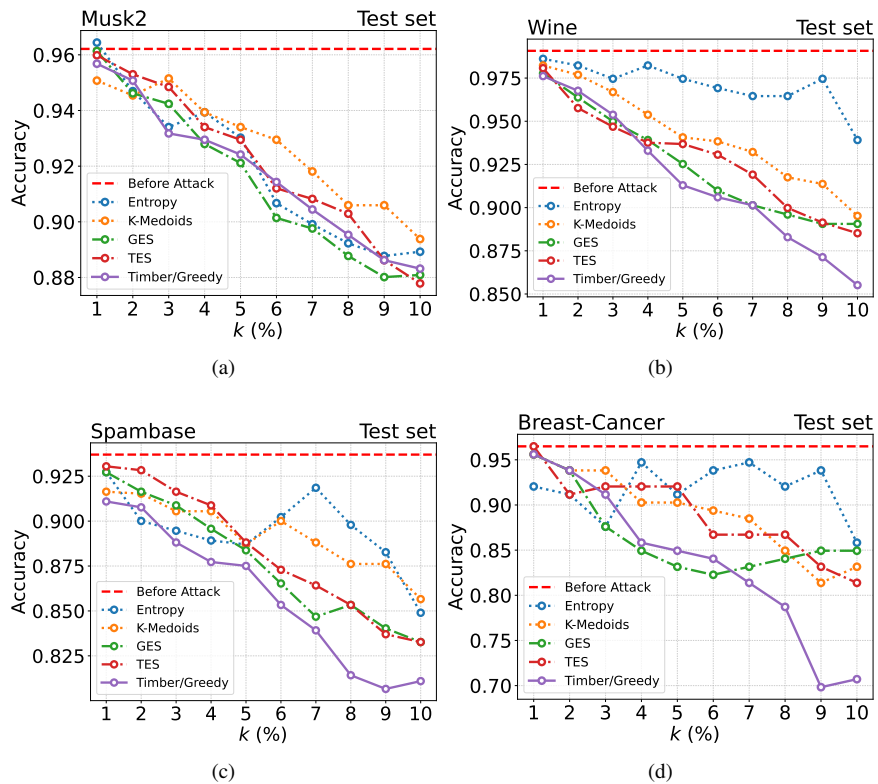 Musk2 Test set
0.96
0.94
0.92
0.90
0.88
Accuracy
Before Attack
Entropy
K-Medoids
GES
TES
Timber/Greedy
1 2 3 4 5 6 7 8 9 10
k (%)
(a)
Wine Test set
0.975
0.950
0.925
0.900
0.875
0.850
Accuracy
Before Attack
Entropy
K-Medoids
GES
TES
Timber/Greedy
1 2 3 4 5 6 7 8 9 10
k (%)
(b)
Spambase Test set
0.925
0.900
0.875
0.850
0.825
Accuracy
Before Attack
Entropy
K-Medoids
GES
TES
Timber/Greedy
1 2 3 4 5 6 7 8 9 10
k (%)
(c)
Breast-Cancer Test set
0.95
0.90
0.85
0.80
0.75
0.70
Accuracy
Before Attack
Entropy
K-Medoids
GES
TES
Timber/Greedy
1 2 3 4 5 6 7 8 9 10
k (%)
(d)